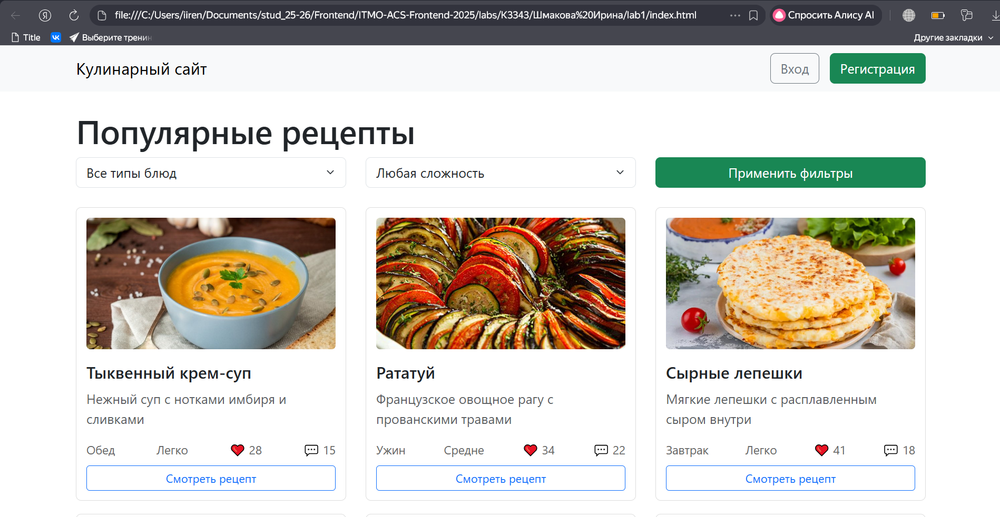 file:///C:/Users/iiren/Documents/stud_25-26/Frontend/ITMO-ACS-Frontend-2025/labs/K3343/Шмакова%20Ирина/lab1/index.html
Спросить Алису AI
Title
Выберите тренин
Другие закладки
Кулинарный сайт
Вход
Регистрация
Популярные рецепты
Все типы блюд
Любая сложность
Применить фильтры
Тыквенный крем-суп
Нежный суп с нотками имбиря и
сливками
Обед Легко ❤️ 28 💬 15
Смотреть рецепт
Рататуй
Французское овощное рагу с
прованскими травами
Ужин Средне ❤️ 34 💬 22
Смотреть рецепт
Сырные лепешки
Мягкие лепешки с расплавленным
сыром внутри
Завтрак Легко ❤️ 41 💬 18
Смотреть рецепт